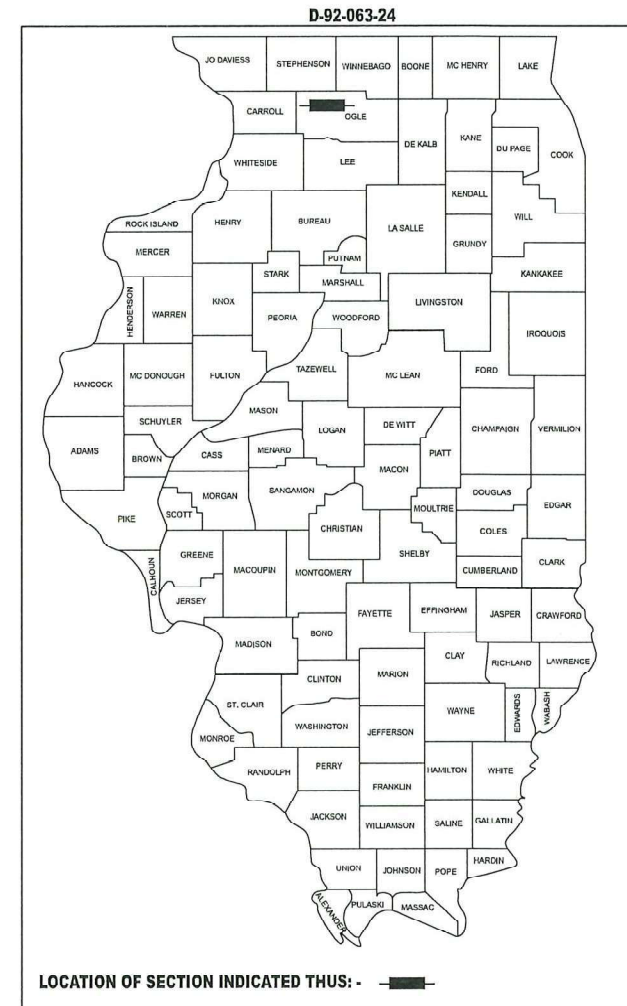 D-92-063-24
JO DAVIESS
STEPHENSON
WINNEBAGO
BOONE
MC HENRY
LAKE
CARROLL
OGLE
DE KALB
KANE
DU PAGE
COOK
WHITESIDE
LEE
KENDALL
WILL
ROCK ISLAND
HENRY
BUREAU
LA SALLE
GRUNDY
MERCER
PUTNAM
STARK
MARSHALL
KANKAKEE
HENDERSON
WARREN
KNOX
PEORIA
WOODFORD
LIVINGSTON
IROQUOIS
HANCOCK
MC DONOUGH
FULTON
TAZEWELL
MC LEAN
FORD
MASON
SCHUYLER
LOGAN
DE WITT
CHAMPAIGN
VERMILION
ADAMS
BROWN
CASS
MENARD
MACON
PIATT
MORGAN
SANGAMON
DOUGLAS
EDGAR
PIKE
SCOTT
CHRISTIAN
MOULTRIE
COLES
GREENE
MACOUPIN
MONTGOMERY
SHELBY
CUMBERLAND
CLARK
CALHOUN
JERSEY
FAYETTE
EFFINGHAM
JASPER
CRAWFORD
MADISON
BOND
CLAY
RICHLAND
LAWRENCE
CLINTON
MARION
ST. CLAIR
WAYNE
EDWARDS
WABASH
MONROE
WASHINGTON
JEFFERSON
RANDOLPH
PERRY
HAMILTON
WHITE
FRANKLIN
JACKSON
WILLIAMSON
SALINE
GALLATIN
UNION
JOHNSON
POPE
HARDIN
ALEXANDER
PULASKI
MASSAC
LOCATION OF SECTION INDICATED THUS: -